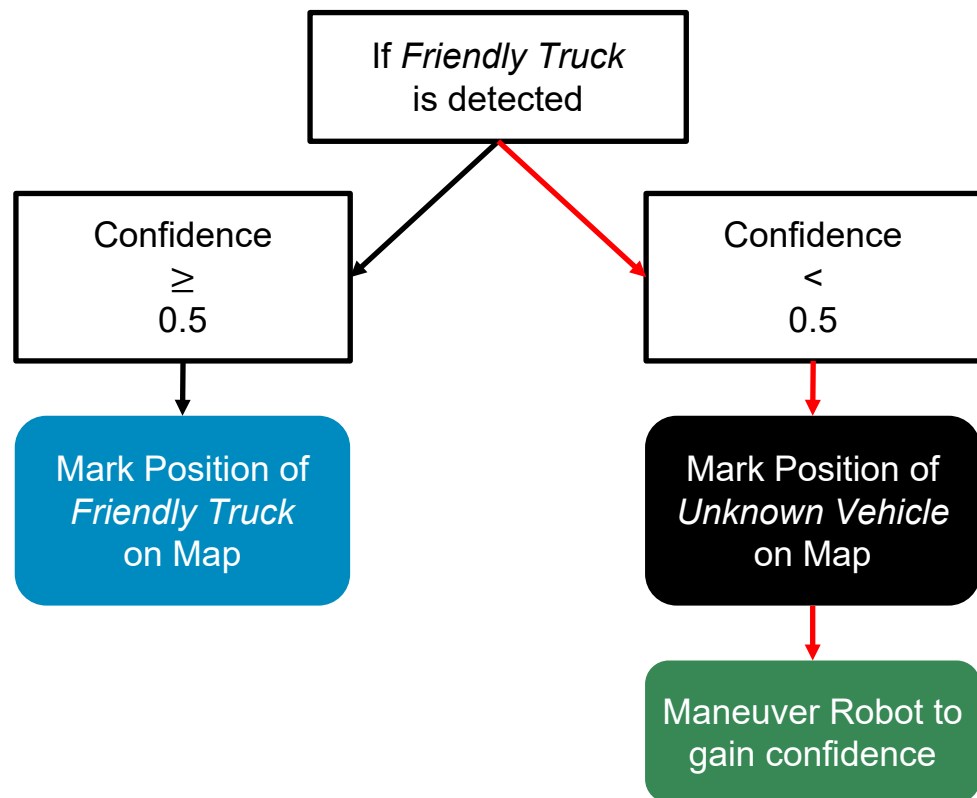 If Friendly Truck
is detected
Confidence
≥
0.5
Confidence
<
0.5
Mark Position of
Friendly Truck
on Map
Mark Position of
Unknown Vehicle
on Map
Maneuver Robot to
gain confidence